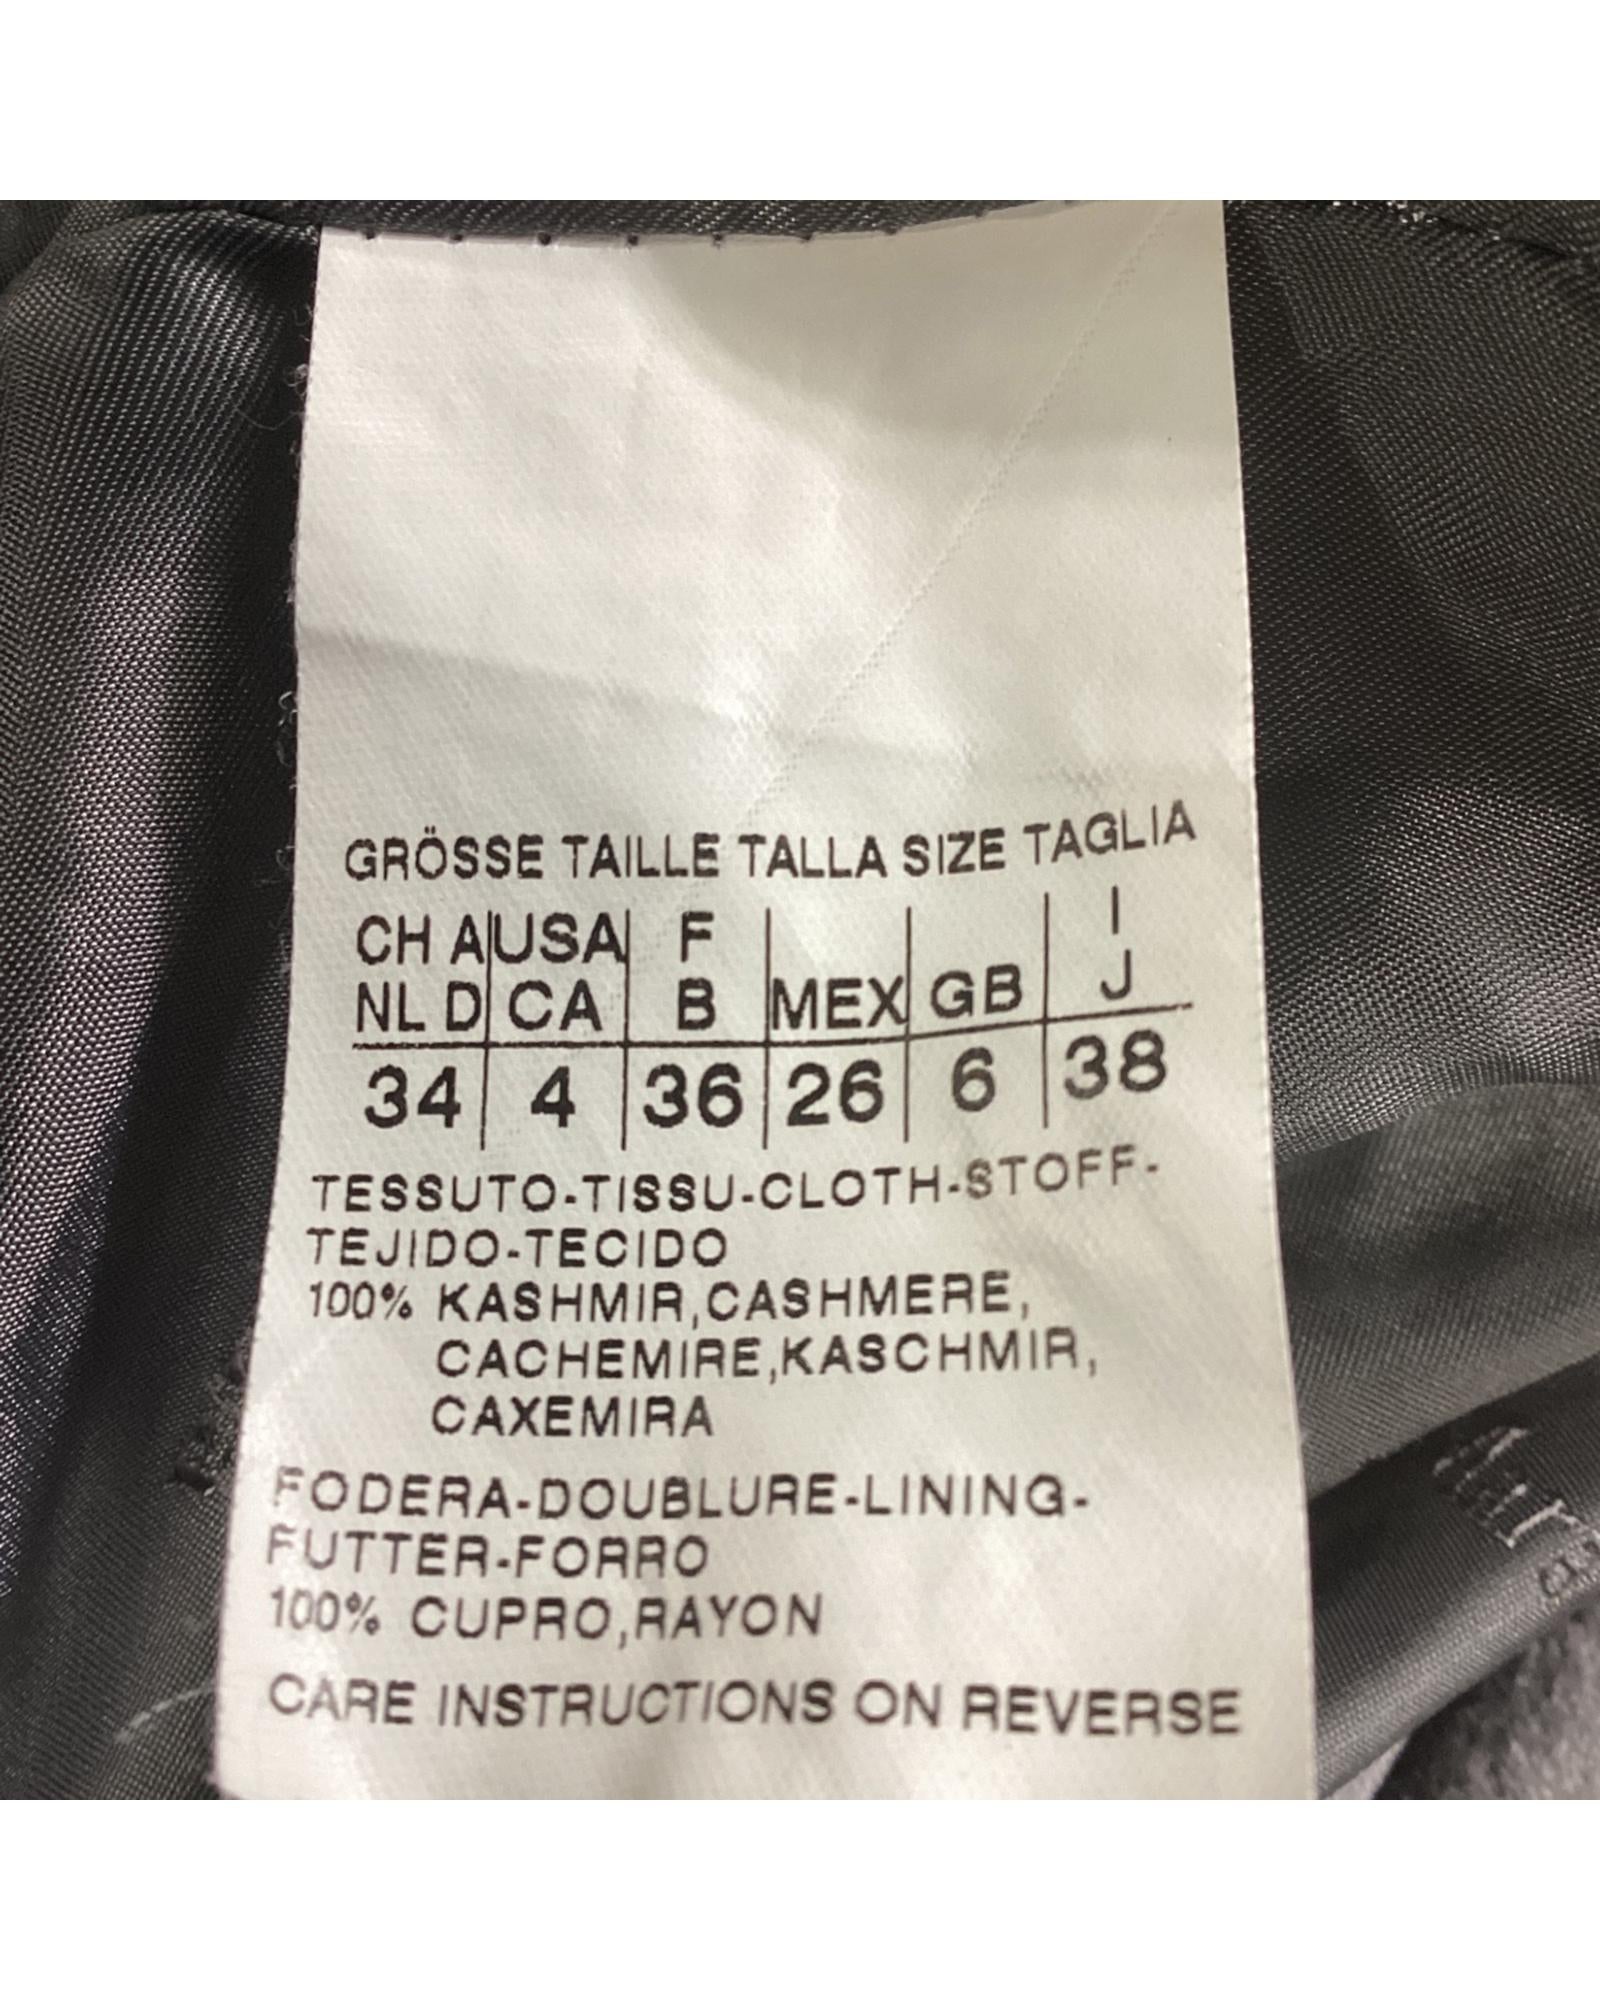 GRÖSSE TAILLE TALLA SIZE TAGLIA
CH A USA F I
NL D CA B MEX GB J
34 4 36 26 6 38
TESSUTO-TISSU-CLOTH-STOFF-
TEJIDO-TECIDO
100% KASHMIR,CASHMERE,
CACHEMIRE,KASCHMIR,
CAXEMIRA
FODERA-DOUBLURE-LINING-
FUTTER-FORRO
100% CUPRO,RAYON
CARE INSTRUCTIONS ON REVERSE